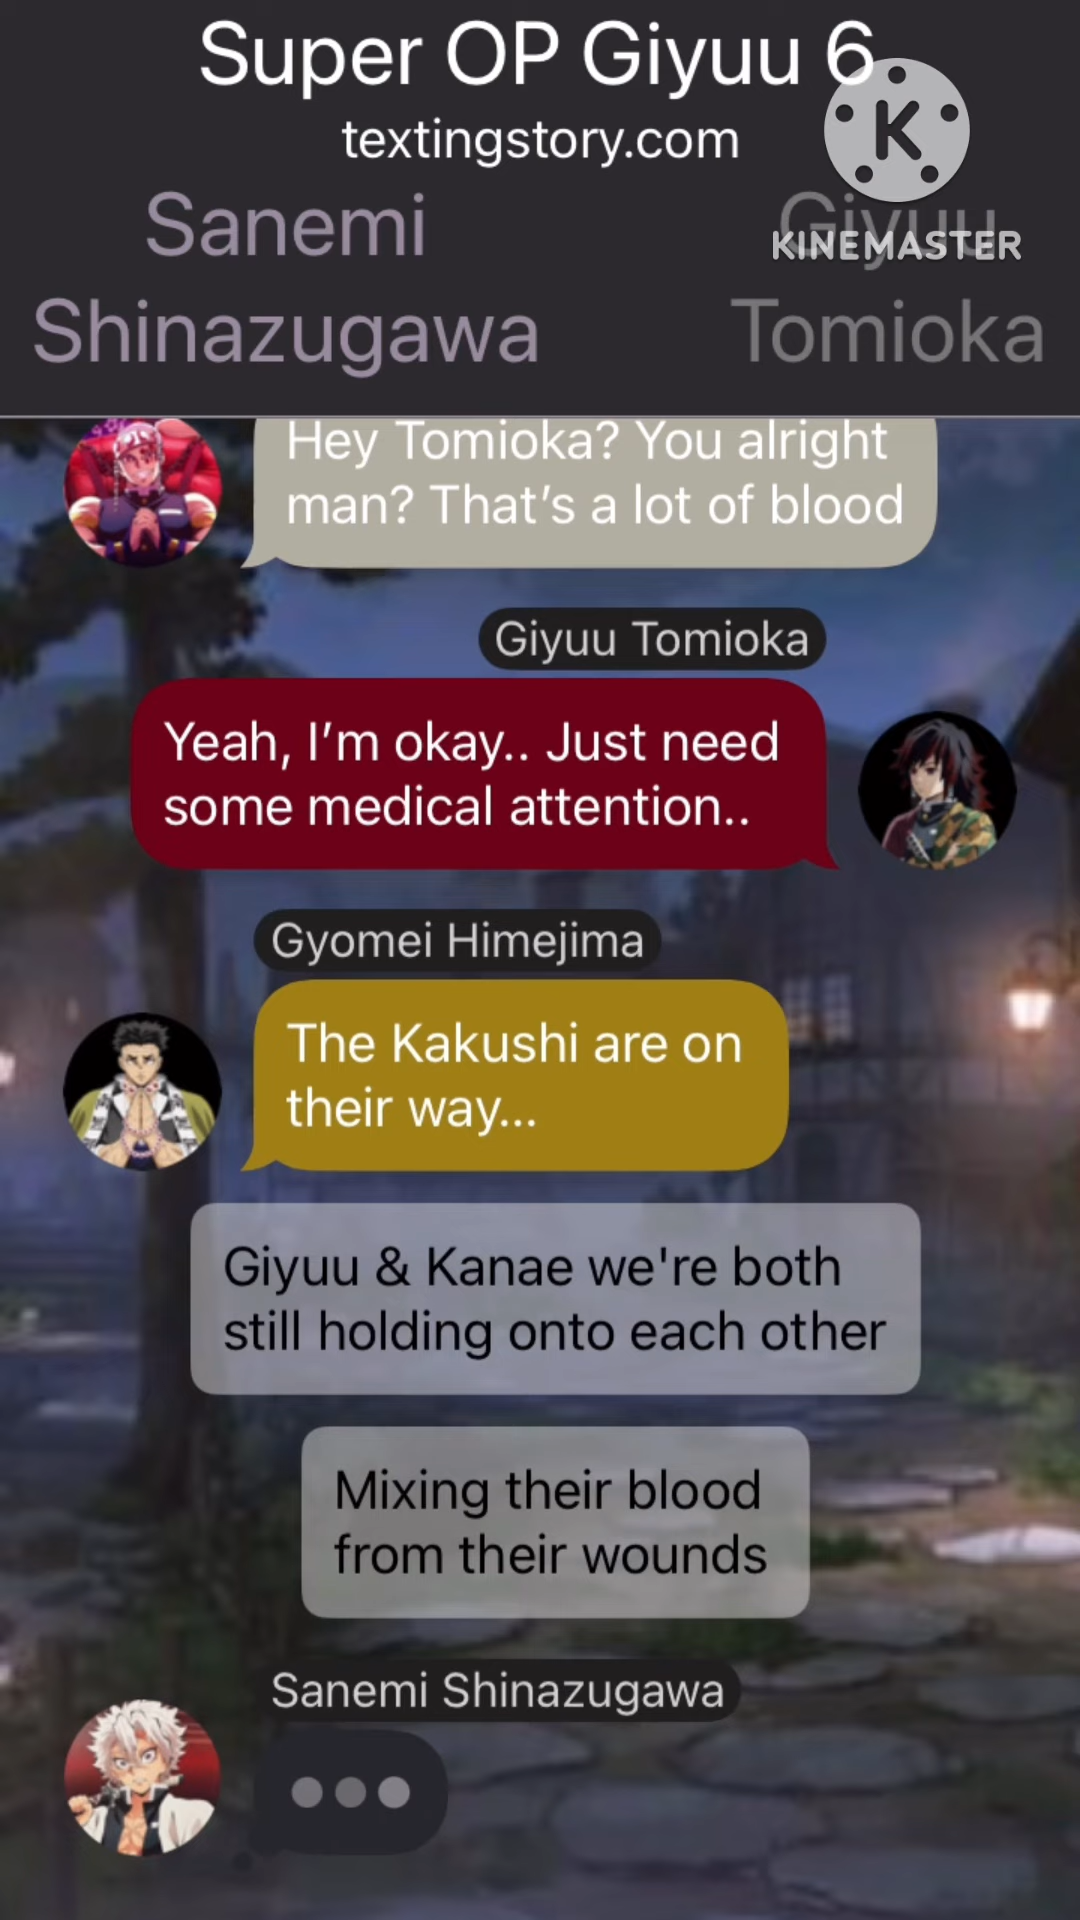 Super OP Giyuu 6
textingstory.com
K
KINEMASTER
Sanemi
Shinazugawa
Giyuu
Tomioka
Hey Tomioka? You alright
man? That's a lot of blood
Giyuu Tomioka
Yeah, I'm okay.. Just need
some medical attention..
Gyomei Himejima
The Kakushi are on
their way...
Giyuu & Kanae we're both
still holding onto each other
Mixing their blood
from their wounds
Sanemi Shinazugawa